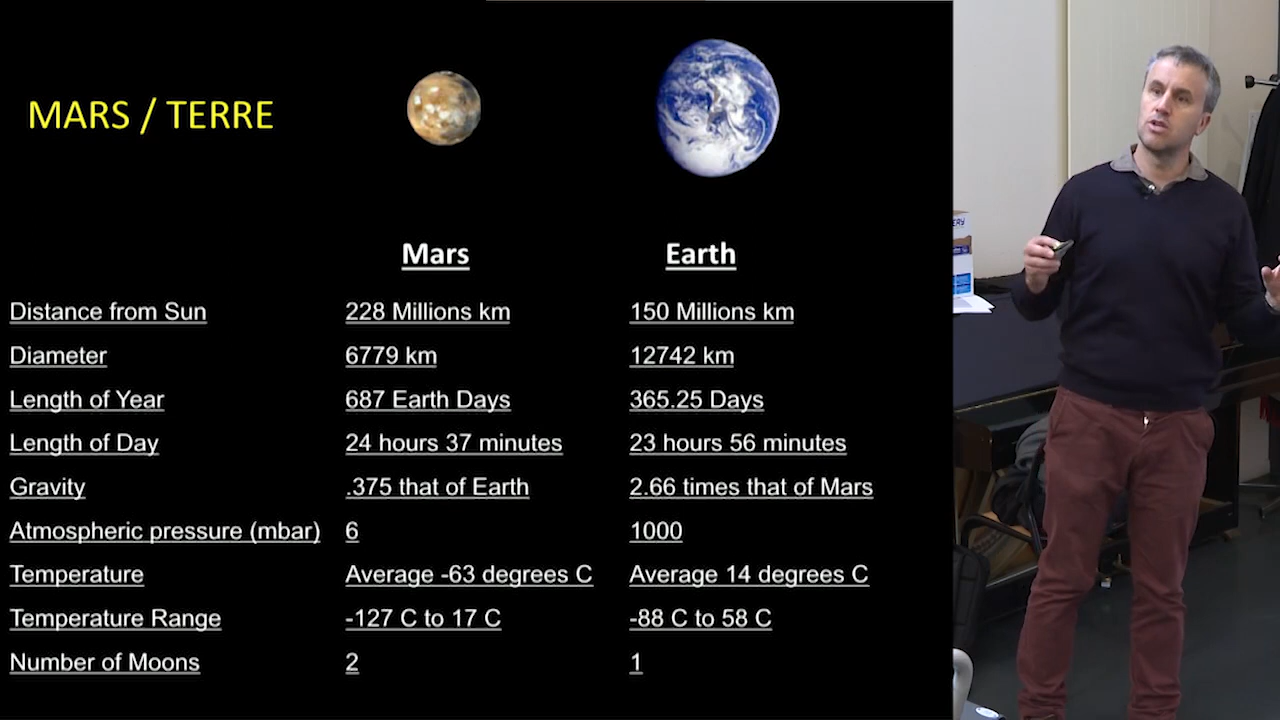 MARS / TERRE
Mars Earth
Distance from Sun 228 Millions km 150 Millions km
Diameter 6779 km 12742 km
Length of Year 687 Earth Days 365.25 Days
Length of Day 24 hours 37 minutes 23 hours 56 minutes
Gravity .375 that of Earth 2.66 times that of Mars
Atmospheric pressure (mbar) 6 1000
Temperature Average -63 degrees C Average 14 degrees C
Temperature Range -127 C to 17 C -88 C to 58 C
Number of Moons 2 1